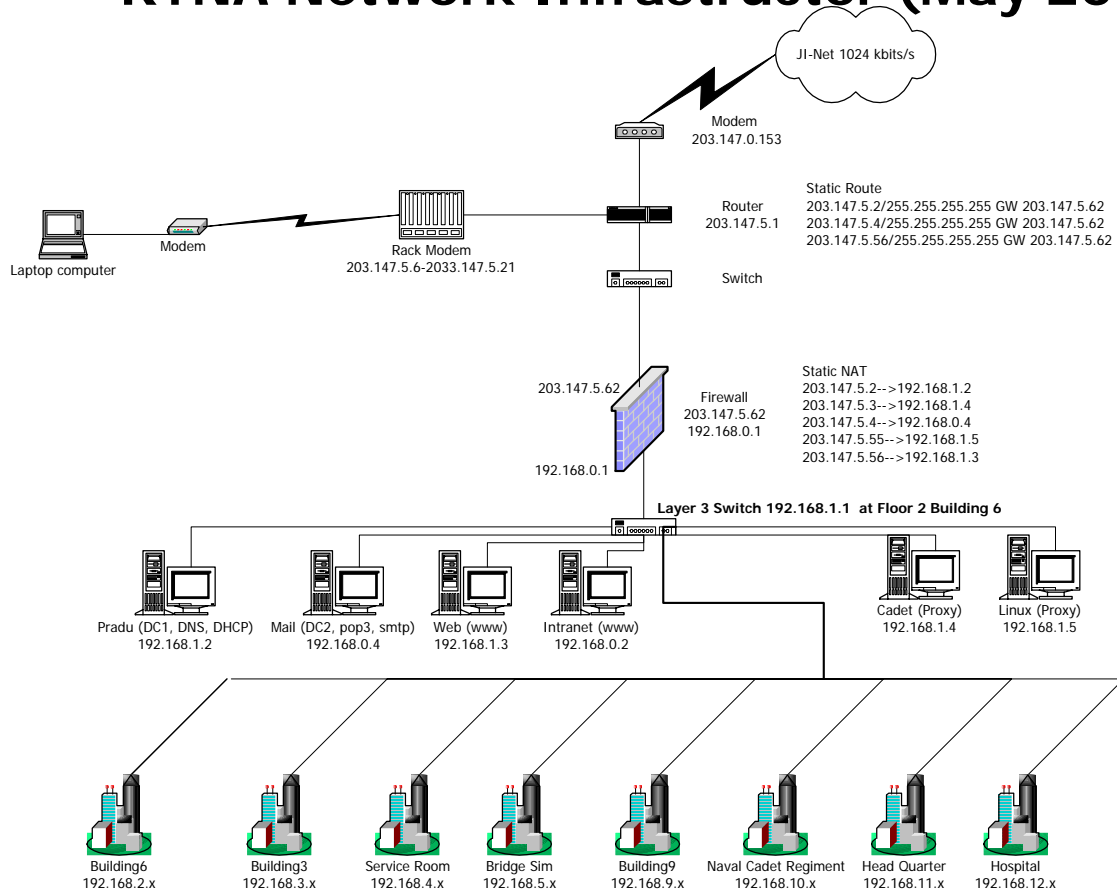 RTNA Network Infrastructor (May 20
JI-Net 1024 kbits/s
Modem
203.147.0.153
Static Route
203.147.5.2/255.255.255.255 GW 203.147.5.62
203.147.5.4/255.255.255.255 GW 203.147.5.62
203.147.5.56/255.255.255.255 GW 203.147.5.62
Router
203.147.5.1
Rack Modem
203.147.5.6-2033.147.5.21
Modem
Laptop computer
Switch
203.147.5.62
Firewall
203.147.5.62
192.168.0.1
Static NAT
203.147.5.2-->192.168.1.2
203.147.5.3-->192.168.1.4
203.147.5.4-->192.168.0.4
203.147.5.55-->192.168.1.5
203.147.5.56-->192.168.1.3
192.168.0.1
Layer 3 Switch 192.168.1.1 at Floor 2 Building 6
Pradu (DC1, DNS, DHCP)
192.168.1.2
Mail (DC2, pop3, smtp)
192.168.0.4
Web (www)
192.168.1.3
Intranet (www)
192.168.0.2
Cadet (Proxy)
192.168.1.4
Linux (Proxy)
192.168.1.5
Building6
192.168.2.x
Building3
192.168.3.x
Service Room
192.168.4.x
Bridge Sim
192.168.5.x
Building9
192.168.9.x
Naval Cadet Regiment
192.168.10.x
Head Quarter
192.168.11.x
Hospital
192.168.12.x